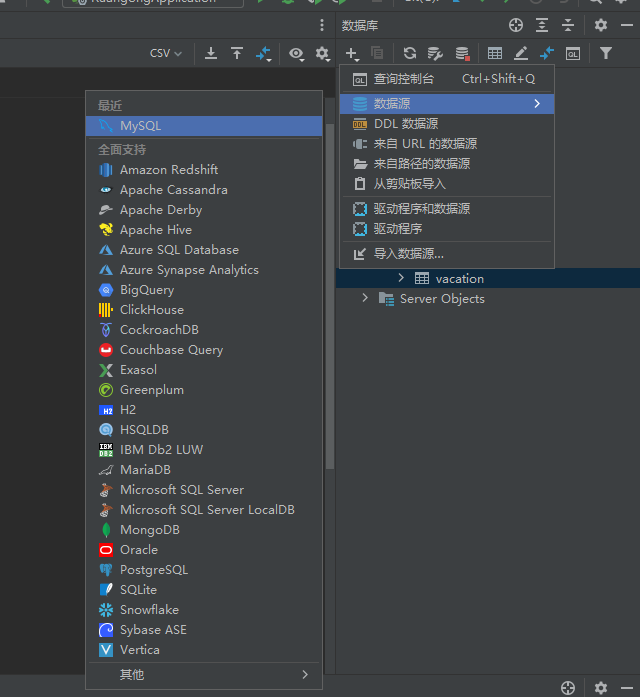 数据库
CSV
查询控制台 Ctrl+Shift+Q
数据源
DDL 数据源
来自 URL 的数据源
来自路径的数据源
从剪贴板导入
驱动程序和数据源
驱动程序
导入数据源...
vacation
Server Objects
最近
MySQL
全面支持
Amazon Redshift
Apache Cassandra
Apache Derby
Apache Hive
Azure SQL Database
Azure Synapse Analytics
BigQuery
ClickHouse
CockroachDB
Couchbase Query
Exasol
Greenplum
H2
HSQLDB
IBM Db2 LUW
MariaDB
Microsoft SQL Server
Microsoft SQL Server LocalDB
MongoDB
Oracle
PostgreSQL
SQLite
Snowflake
Sybase ASE
Vertica
其他